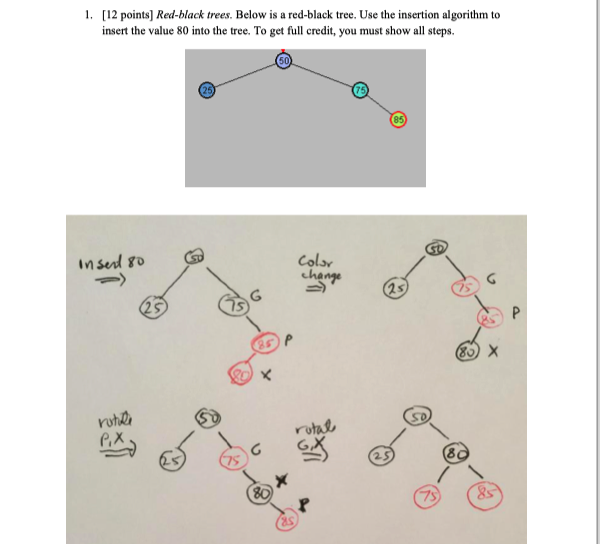 1. [12 points] Red-black trees. Below is a red-black tree. Use the insertion algorithm to
insert the value 80 into the tree. To get full credit, you must show all steps.
50
25
75
85
Insert 80
50
25
75 G
85 P
80 X
Color
change
50
25
75 G
85 P
80 X
rotate
P,X
50
25
75 G
80 X
85 P
rotate
G,X
50
25
80
75
85